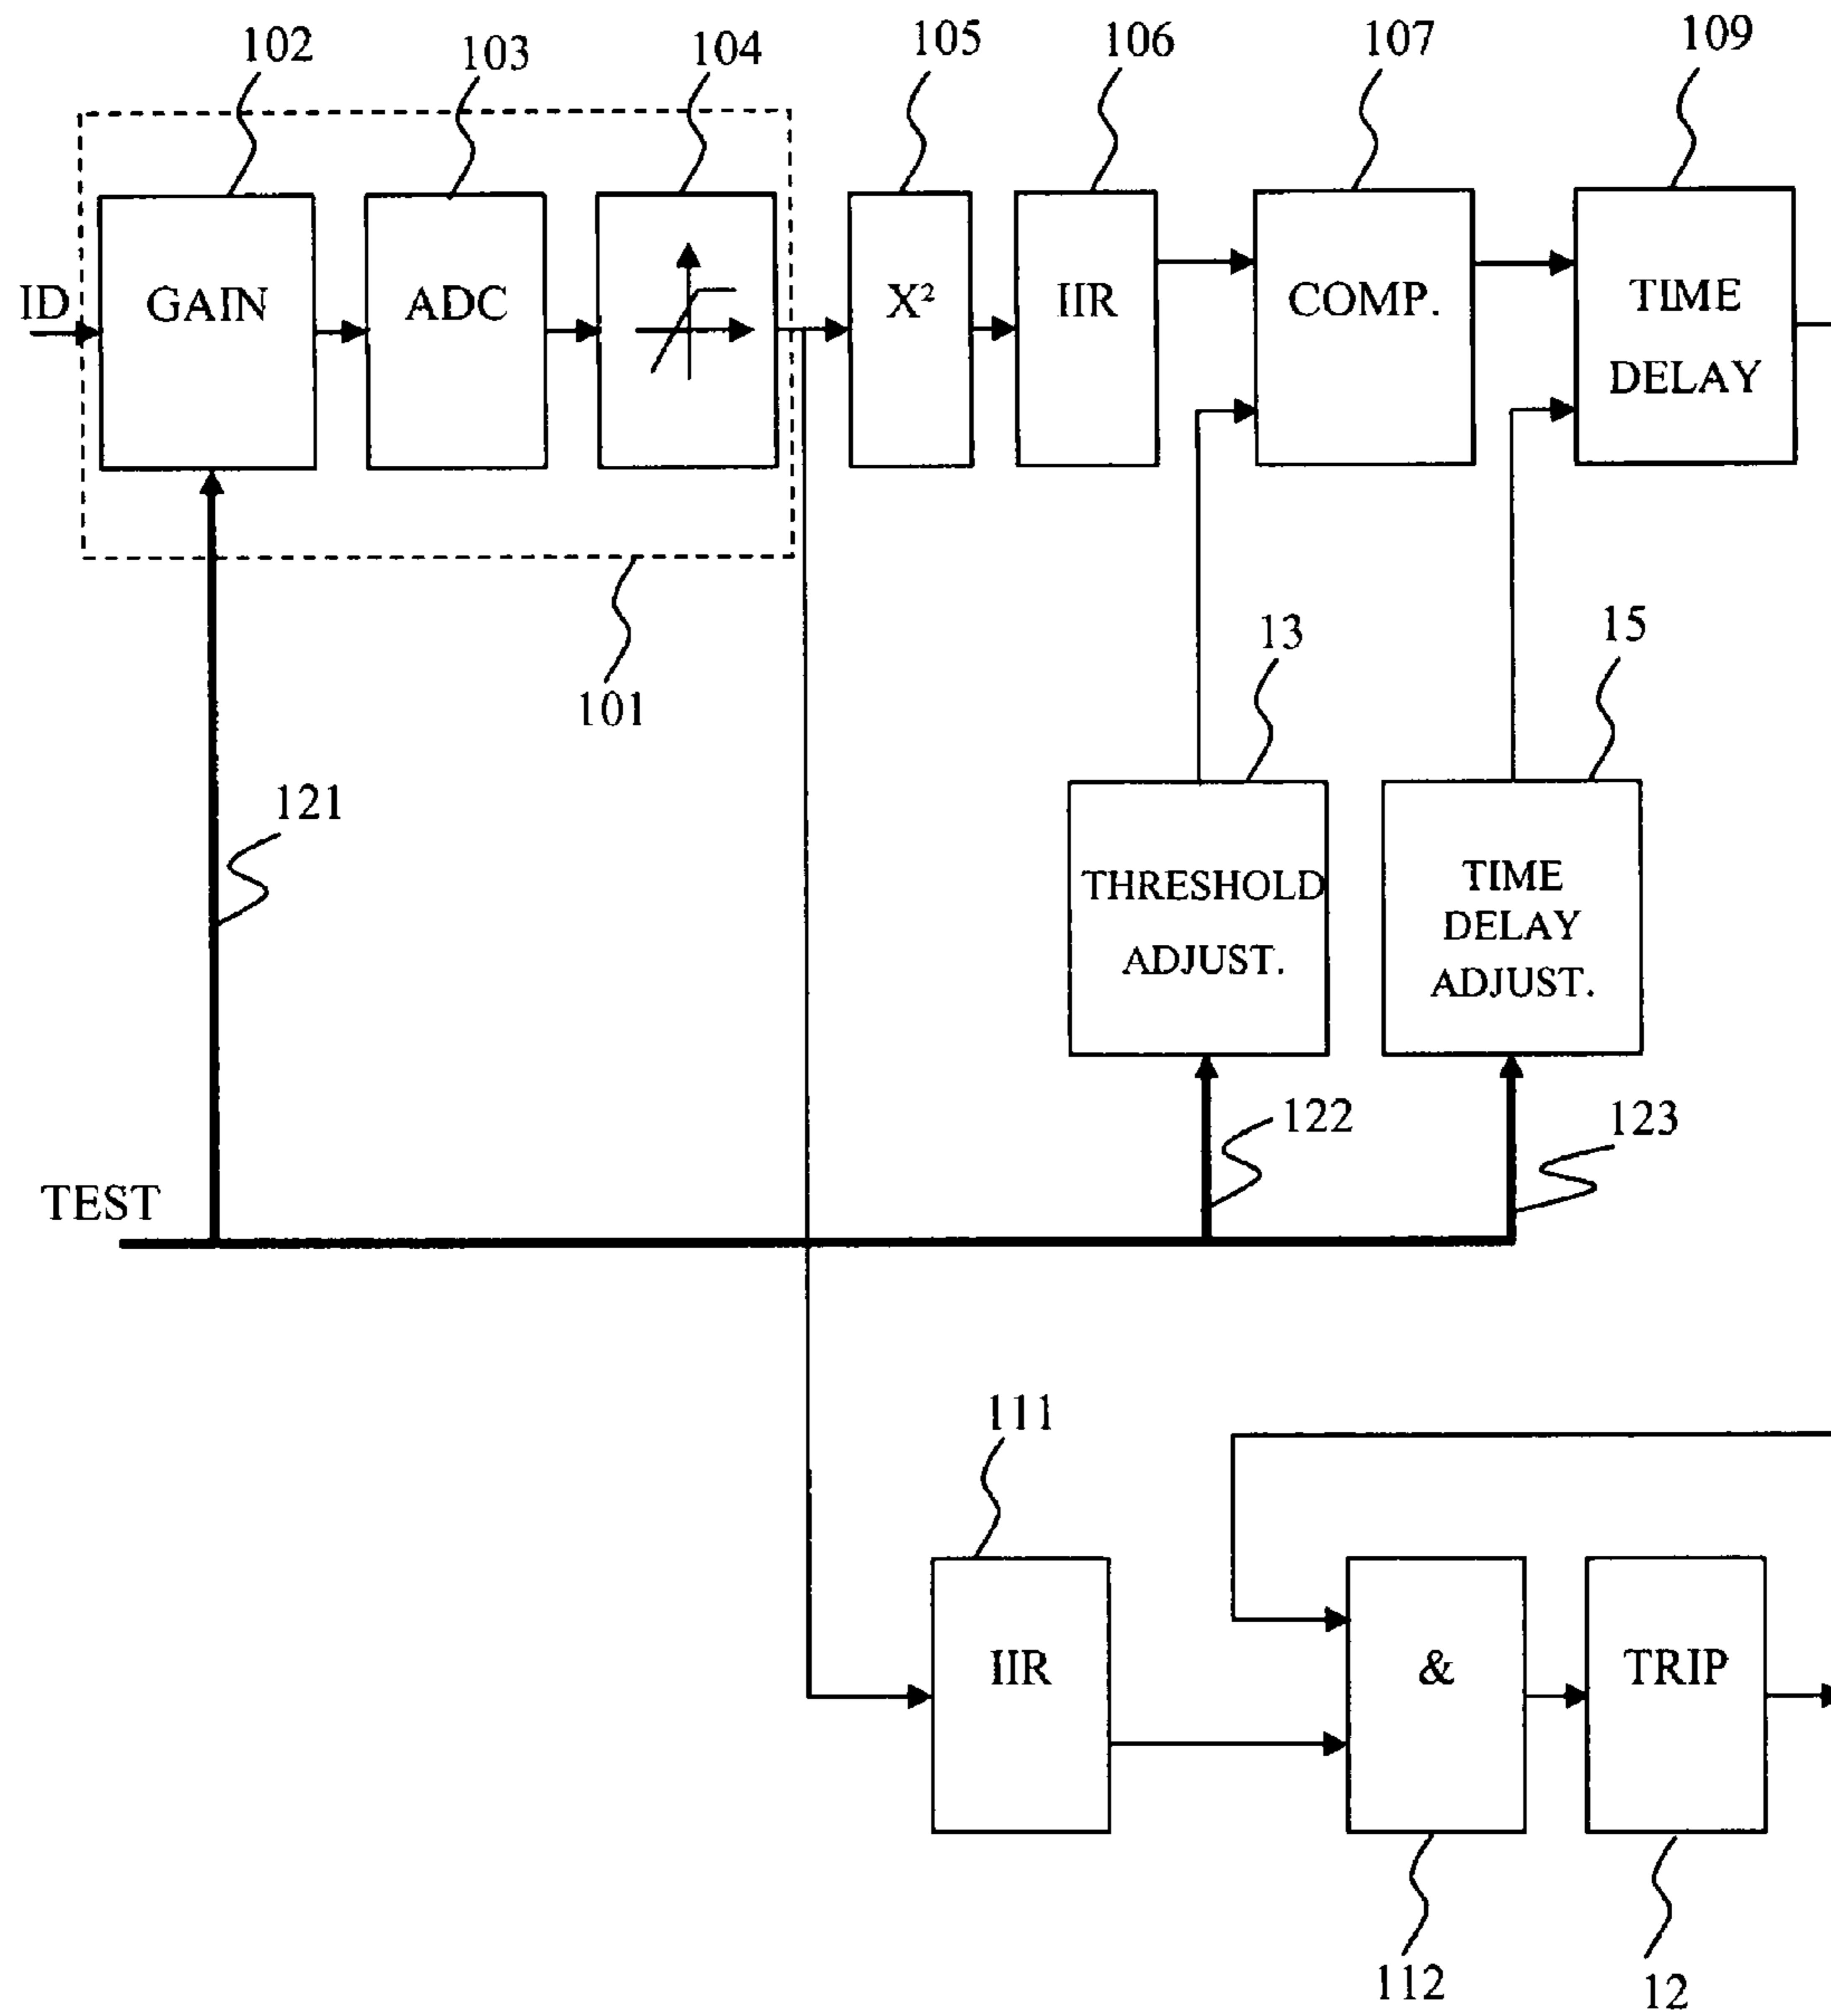 102
103
104
105
106
107
109
ID
GAIN
ADC
X²
IIR
COMP.
TIME
DELAY
101
13
15
121
THRESHOLD
ADJUST.
TIME
DELAY
ADJUST.
122
123
TEST
111
IIR
&
TRIP
112
12